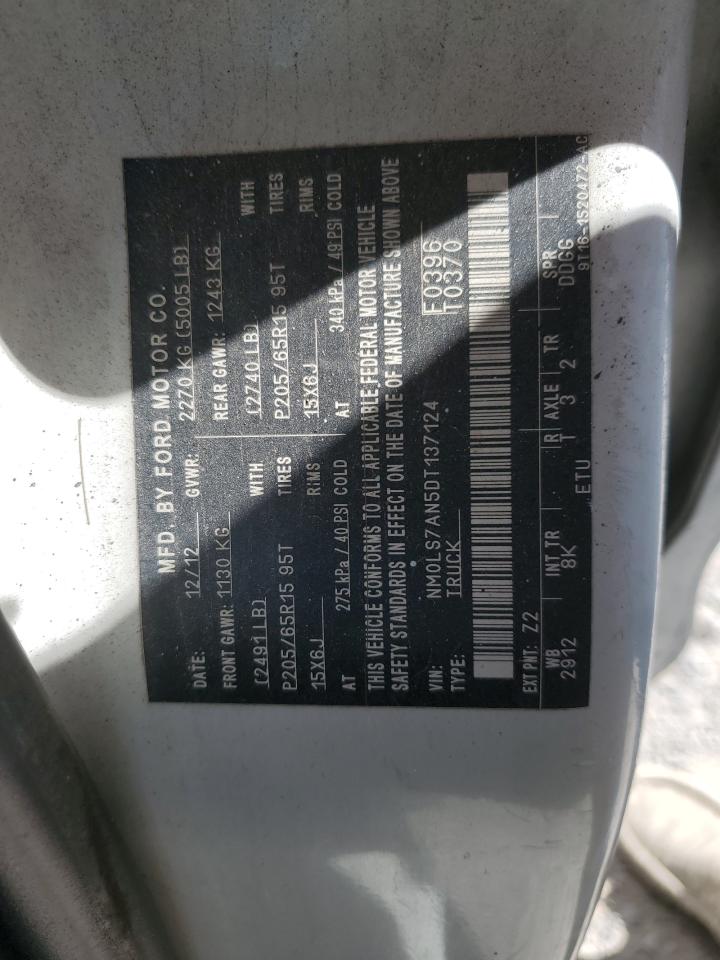 MFD. BY FORD MOTOR CO.
DATE: 12/12 GVWR: 2270 KG (5005 LB)
FRONT GAWR: 1130 KG REAR GAWR: 1243 KG
(2491 LB) WITH (2740 LB) WITH
P205/65R15 95T TIRES P205/65R15 95T TIRES
15X6J RIMS 15X6J RIMS
AT 275 kPa / 40 PSI COLD AT 340 kPa / 49 PSI COLD
THIS VEHICLE CONFORMS TO ALL APPLICABLE FEDERAL MOTOR VEHICLE
SAFETY STANDARDS IN EFFECT ON THE DATE OF MANUFACTURE SHOWN ABOVE
VIN: NM0LS7AN5DT137124 F0396
TYPE: TRUCK T0370
EXT PNT: Z2
WB INT TR R AXLE TR SPR
2912 8K T 3 2 DDGG
ETU 9T16-1520472-AC